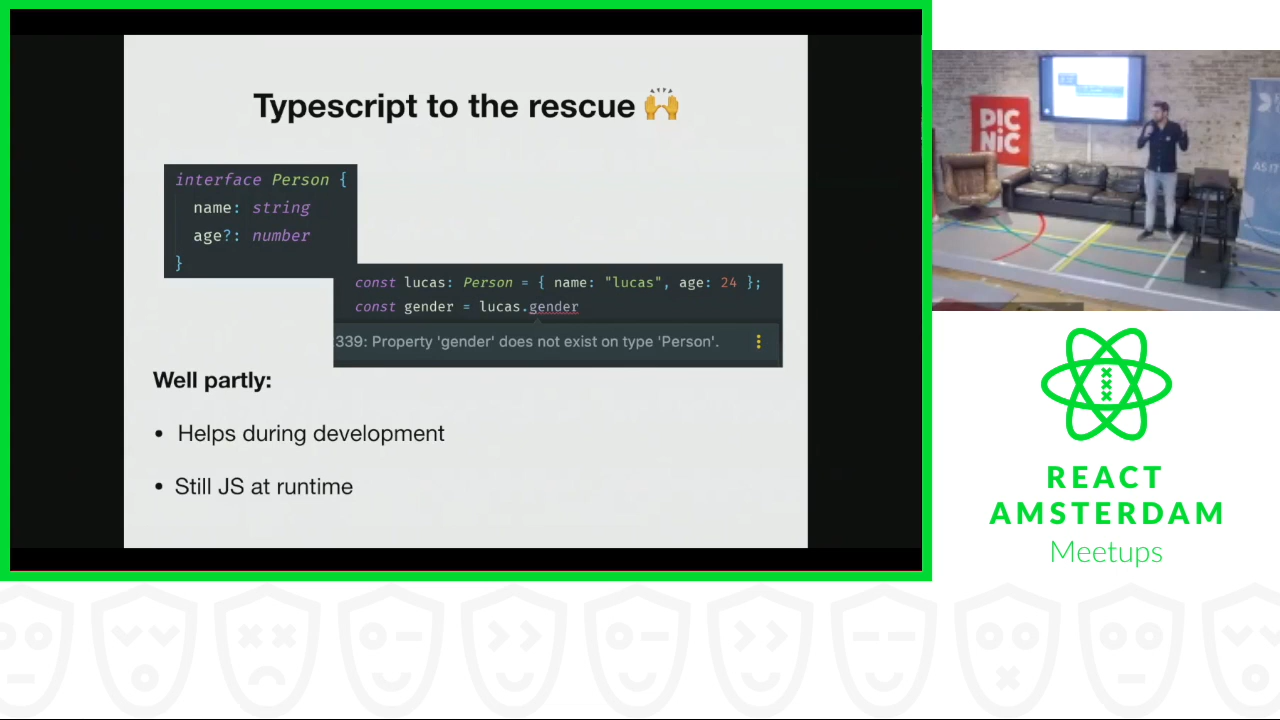 Typescript to the rescue 🙌
interface Person {
name: string
age?: number
}
const lucas: Person = { name: "lucas", age: 24 };
const gender = lucas.gender
339: Property 'gender' does not exist on type 'Person'.
Well partly:
• Helps during development
• Still JS at runtime
PIC
NIC
AS IT
REACT
AMSTERDAM
Meetups